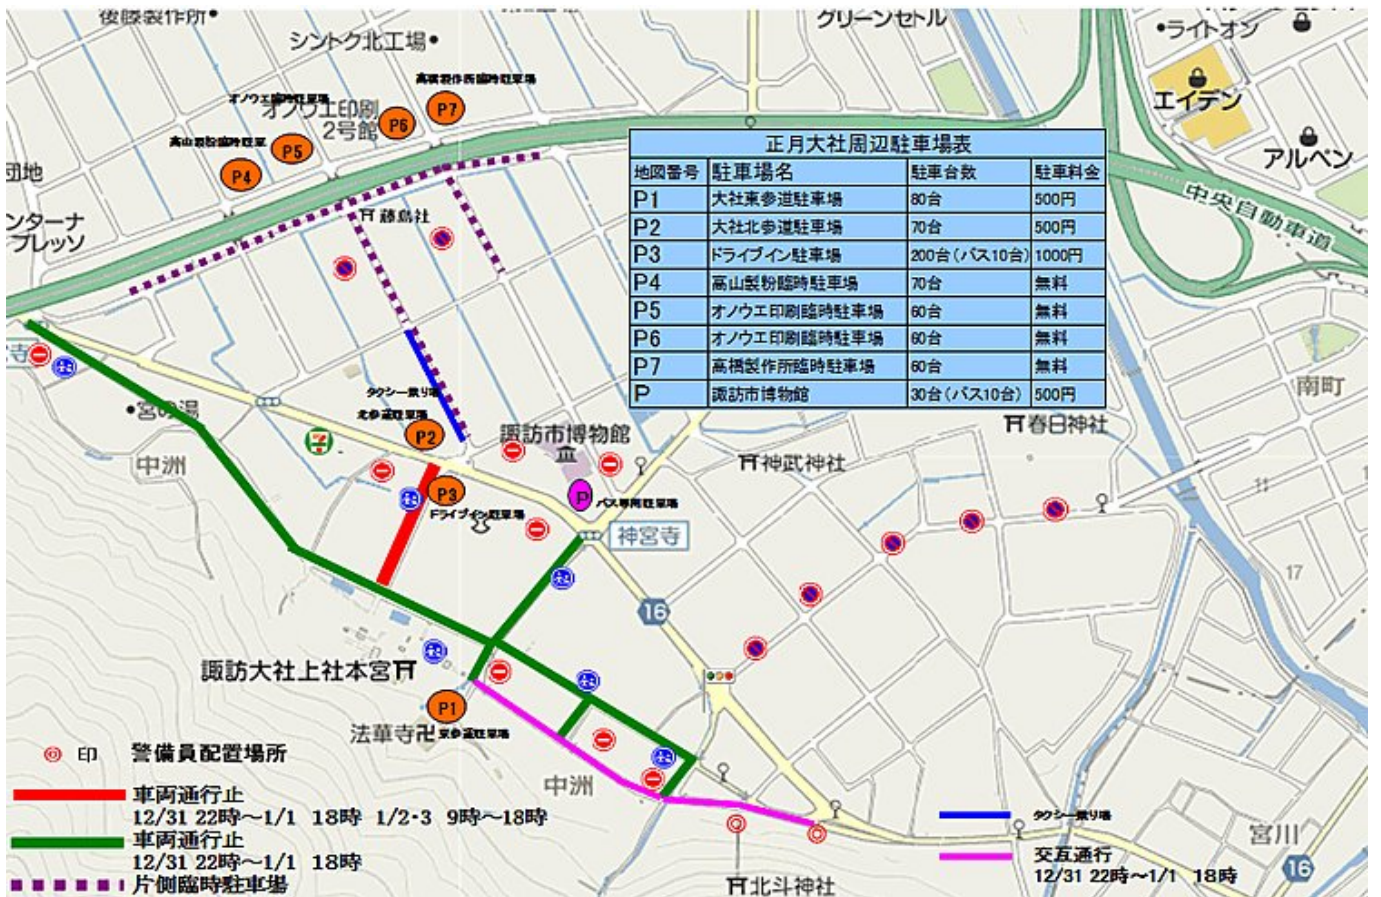 後藤製作所•
グリーンセトル
•ライトオン
シントク北工場•
高橋製作所臨時駐車場
オノウエ臨時駐車場
オノウエ印刷
2号館
P7
P6
エイデン
高山製粉臨時駐車
P5
P4
アルペン
団地
ンターナ
プレッソ
中央自動車道
藤島社
正月大社周辺駐車場表
地図番号 駐車場名 駐車台数 駐車料金
P1 大社東参道駐車場 80台 500円
P2 大社北参道駐車場 70台 500円
P3 ドライブイン駐車場 200台(バス10台) 1000円
P4 高山製粉臨時駐車場 70台 無料
P5 オノウエ印刷臨時駐車場 60台 無料
P6 オノウエ印刷臨時駐車場 60台 無料
P7 高橋製作所臨時駐車場 60台 無料
P 諏訪市博物館 30台(バス10台) 500円
南町
寺
•宮の湯
タクシー乗り場
北参道駐車場
P2
諏訪市博物館
春日神社
中洲
神武神社
P3
ドライブイン駐車場
P
バス専用駐車場
11
神宮寺
17
16
諏訪大社上社本宮
P1
法華寺卍
東参道駐車場
中洲
◎ 印 警備員配置場所
車両通行止
12/31 22時~1/1 18時 1/2・3 9時~18時
車両通行止
12/31 22時~1/1 18時
片側臨時駐車場
タクシー乗り場
交互通行
12/31 22時~1/1 18時
宮川
16
北斗神社